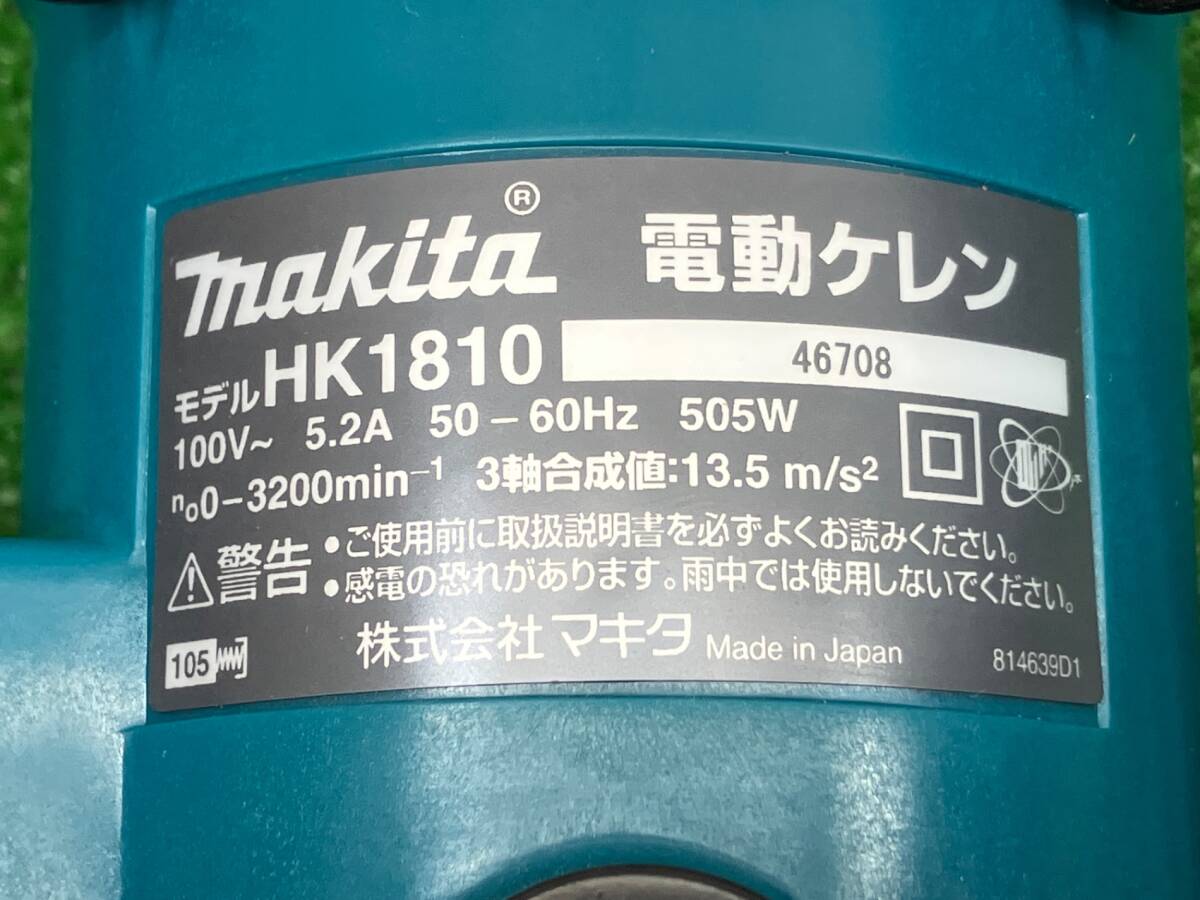 makita® 電動ケレン
モデル HK1810 46708
100V~ 5.2A 50-60Hz 505W
n₀0-3200min⁻¹ 3軸合成値:13.5 m/s²
警告 •ご使用前に取扱説明書を必ずよくお読みください。
•感電の恐れがあります。雨中では使用しないでください。
株式会社マキタ Made in Japan
105 814639D1